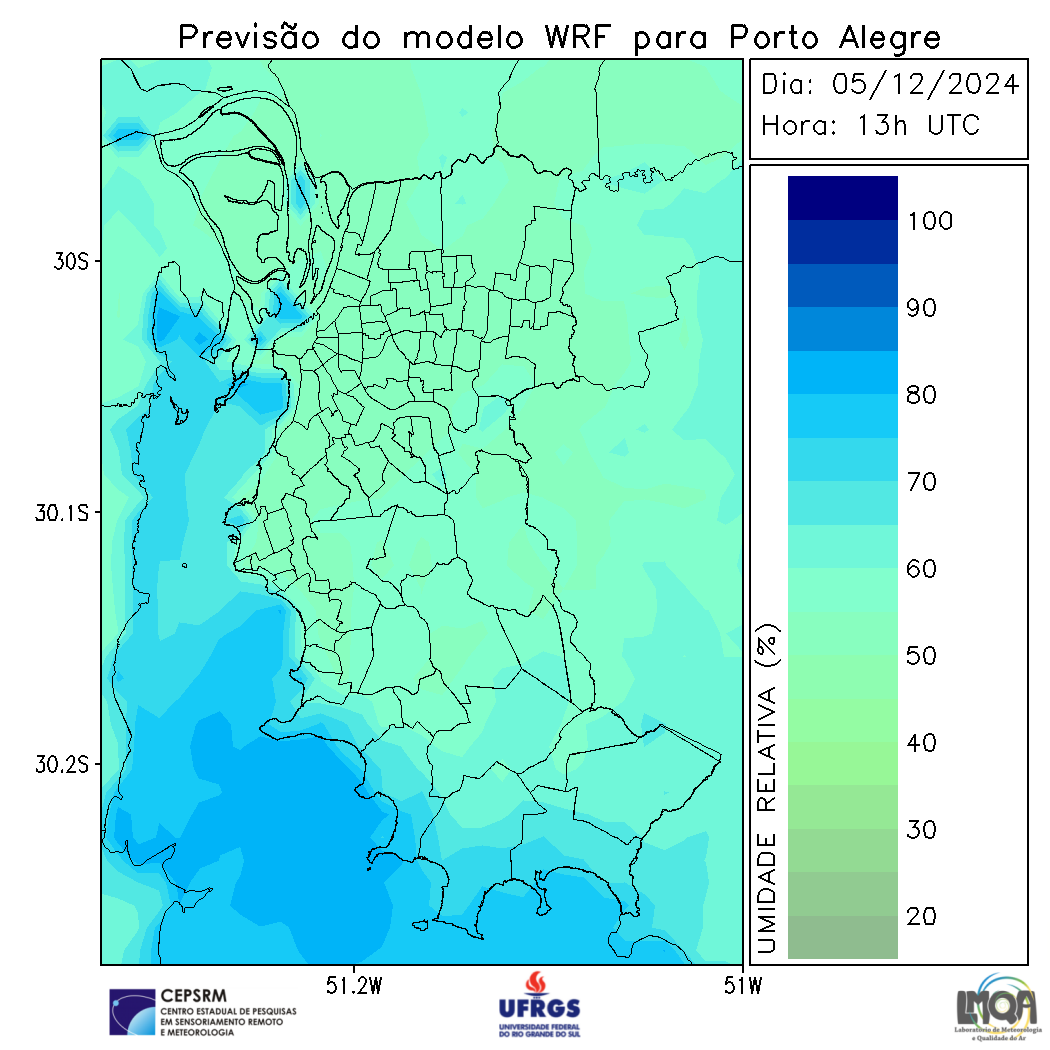 Previsão do modelo WRF para Porto Alegre
Dia: 05/12/2024
Hora: 13h UTC
30S
30.1S
30.2S
51.2W
51W
UMIDADE RELATIVA (%)
100
90
80
70
60
50
40
30
20
CEPSRM
CENTRO ESTADUAL DE PESQUISAS
EM SENSORIAMENTO REMOTO
E METEOROLOGIA
UFRGS
UNIVERSIDADE FEDERAL
DO RIO GRANDE DO SUL
LMQA
Laboratório de Meteorologia
e Qualidade do Ar